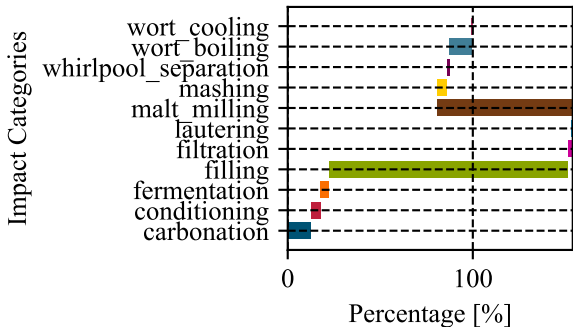 Impact Categories
wort_cooling
wort_boiling
whirlpool_separation
mashing
malt_milling
lautering
filtration
filling
fermentation
conditioning
carbonation
0 100
Percentage [%]